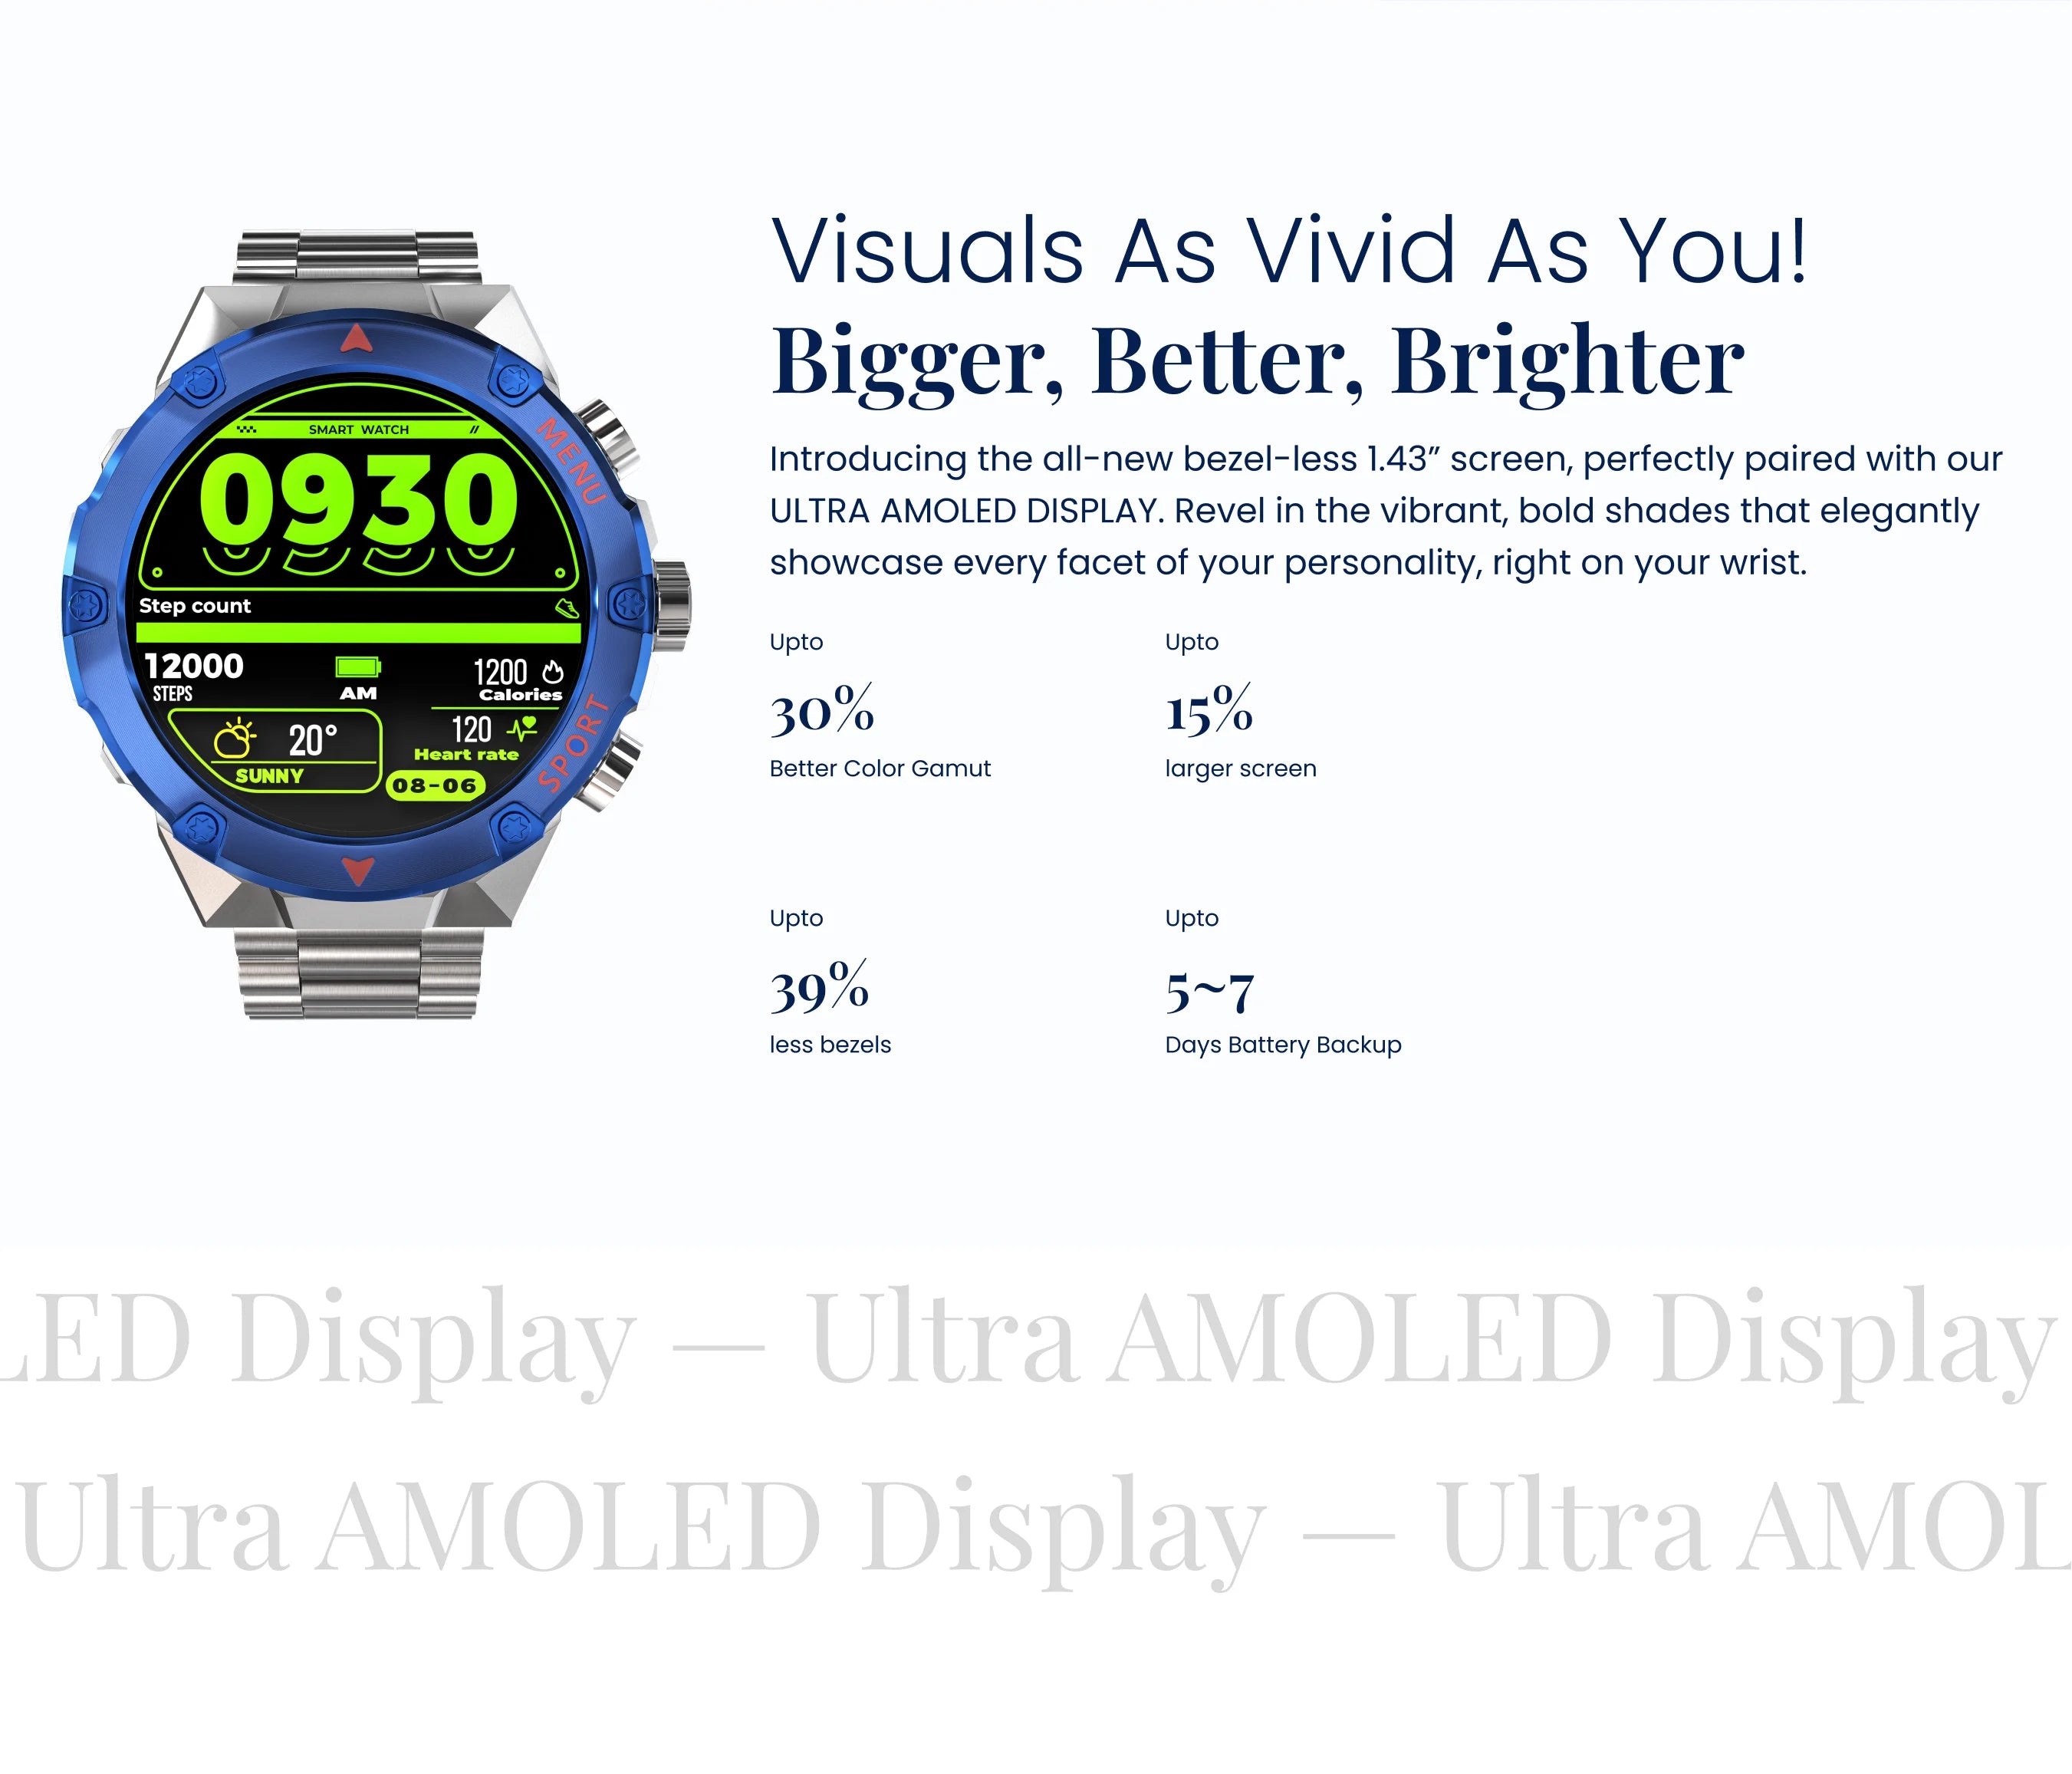 SMART WATCH
MENU
0930
Step count
12000
STEPS
AM
1200
Calories
20°
SUNNY
120
Heart rate
08-06
SPORT
Visuals As Vivid As You!
Bigger, Better, Brighter
Introducing the all-new bezel-less 1.43” screen, perfectly paired with our
ULTRA AMOLED DISPLAY. Revel in the vibrant, bold shades that elegantly
showcase every facet of your personality, right on your wrist.
Upto
30%
Better Color Gamut
Upto
15%
larger screen
Upto
39%
less bezels
Upto
5~7
Days Battery Backup
LED Display — Ultra AMOLED Display
Ultra AMOLED Display — Ultra AMOL